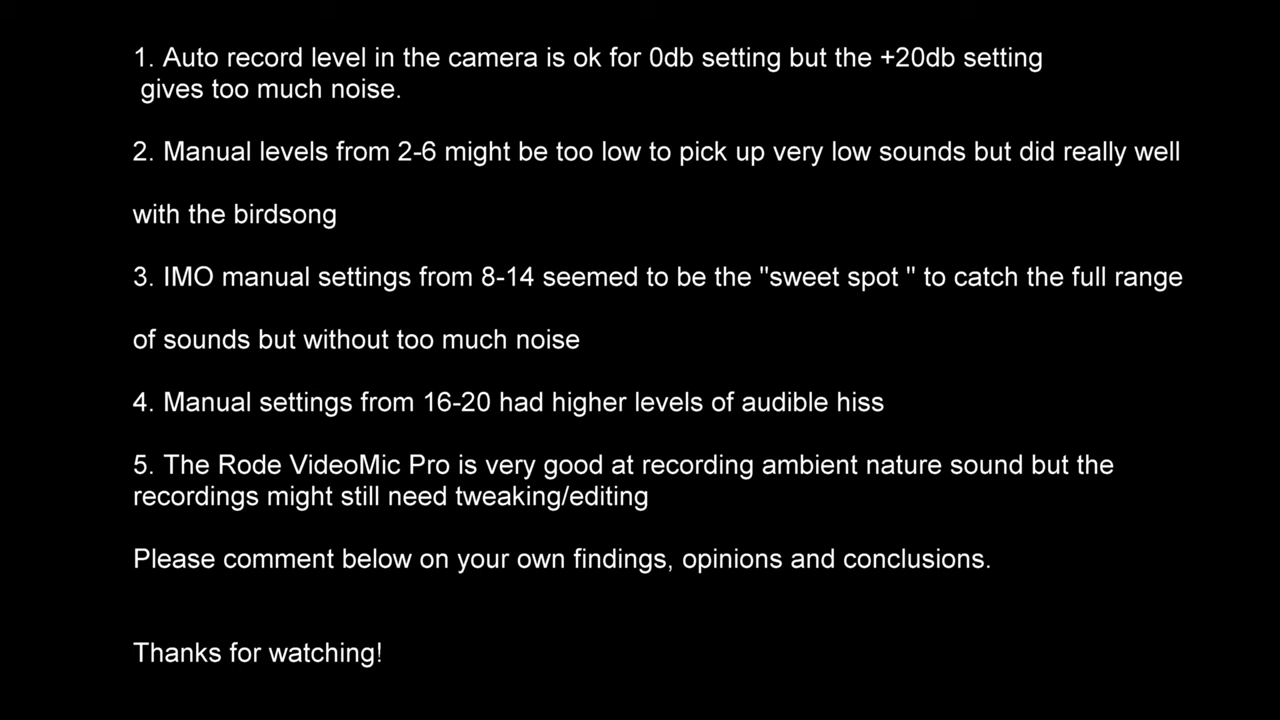 1. Auto record level in the camera is ok for 0db setting but the +20db setting
gives too much noise.
2. Manual levels from 2-6 might be too low to pick up very low sounds but did really well
with the birdsong
3. IMO manual settings from 8-14 seemed to be the "sweet spot " to catch the full range
of sounds but without too much noise
4. Manual settings from 16-20 had higher levels of audible hiss
5. The Rode VideoMic Pro is very good at recording ambient nature sound but the
recordings might still need tweaking/editing
Please comment below on your own findings, opinions and conclusions.
Thanks for watching!